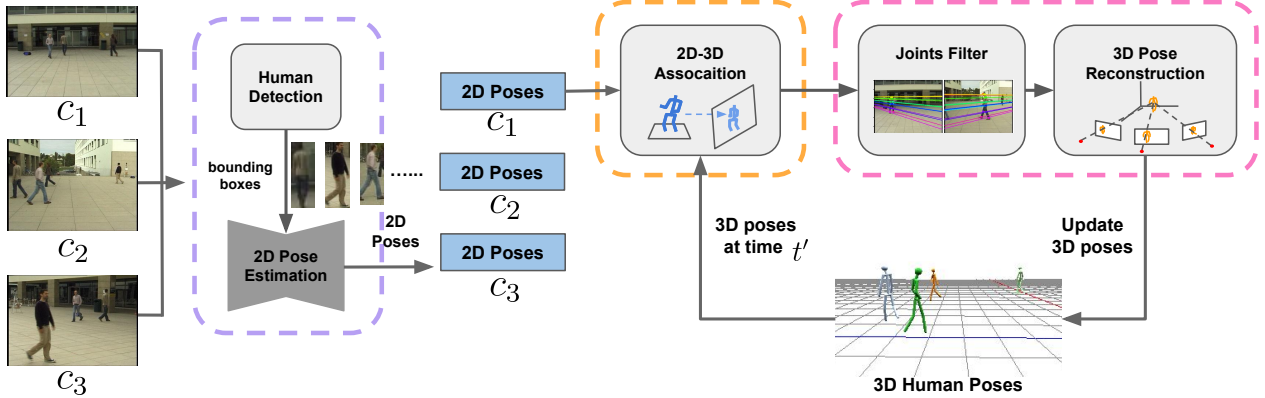 c₁
c₂
c₃
Human
Detection
bounding
boxes
......
2D Pose
Estimation
2D
Poses
2D Poses
c₁
2D Poses
c₂
2D Poses
c₃
2D-3D
Assocaition
Joints Filter
3D Pose
Reconstruction
3D poses
at time t′
Update
3D poses
3D Human Poses